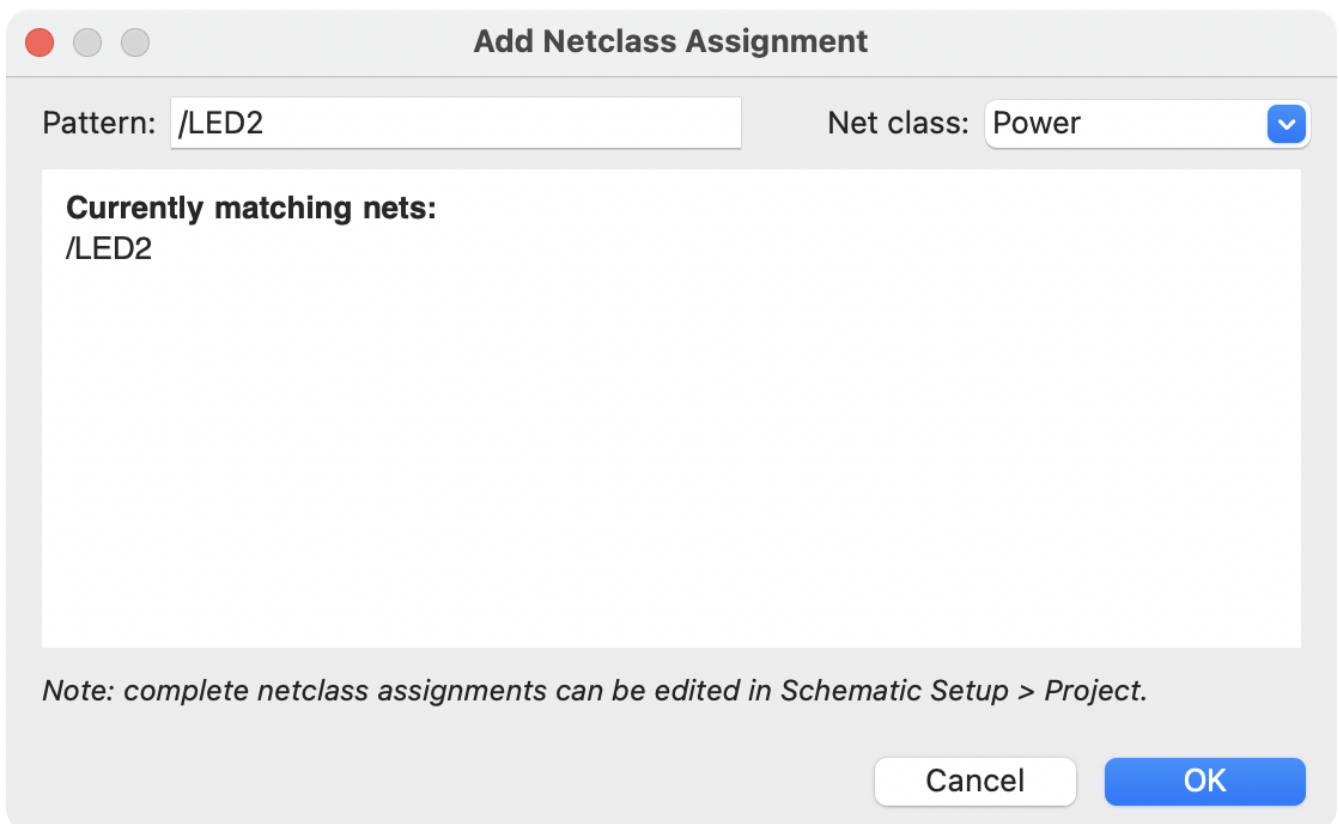 Add Netclass Assignment
Pattern: /LED2 Net class: Power
Currently matching nets:
/LED2
Note: complete netclass assignments can be edited in Schematic Setup > Project.
Cancel OK